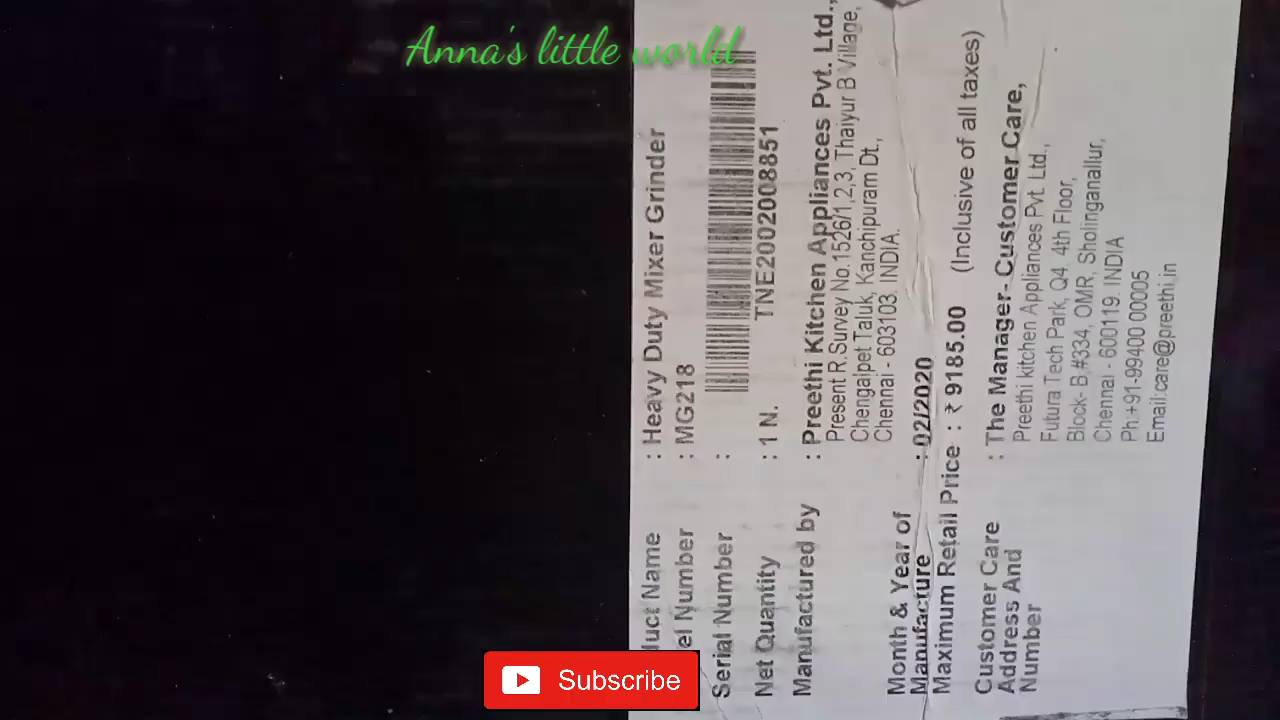 Anna's little world
duct Name : Heavy Duty Mixer Grinder
el Number : MG218
Serial Number :
TNE2002008851
Net Quantity : 1 N.
Manufactured by : Preethi Kitchen Appliances Pvt. Ltd.,
Present R.Survey No.1526/1,2,3, Thaiyur B Village,
Chengalpet Taluk, Kanchipuram Dt.,
Chennai - 603103. INDIA.
Month & Year of
Manufacture : 02/2020
Maximum Retail Price : ₹ 9185.00 (Inclusive of all taxes)
Customer Care : The Manager- Customer Care,
Address And Preethi kitchen Appliances Pvt. Ltd.,
Number Futura Tech Park, Q4. 4th Floor,
Block- B,#334, OMR, Sholinganallur,
Chennai - 600119. INDIA
Ph:+91-99400 00005
Email:care@preethi.in
Subscribe